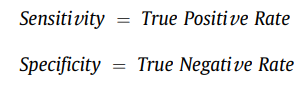 Sensitivity = True Positive Rate
Specificity = True Negative Rate